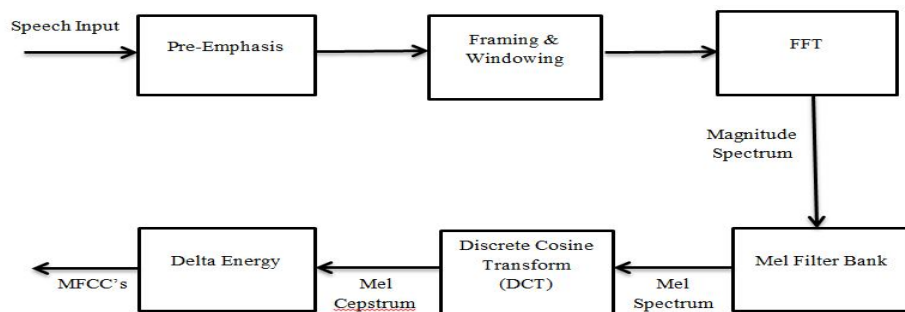 Speech Input
Pre-Emphasis
Framing &
Windowing
FFT
Magnitude
Spectrum
Mel Filter Bank
Mel
Spectrum
Discrete Cosine
Transform
(DCT)
Mel
Cepstrum
Delta Energy
MFCC's